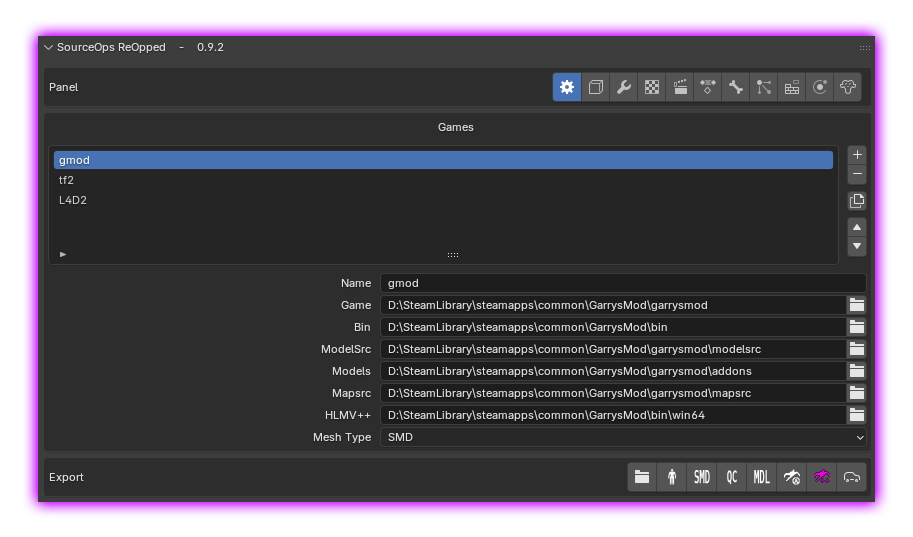 SourceOps ReOpped - 0.9.2
Panel
Games
gmod
tf2
L4D2
Name gmod
Game D:\SteamLibrary\steamapps\common\GarrysMod\garrysmod
Bin D:\SteamLibrary\steamapps\common\GarrysMod\bin
ModelSrc D:\SteamLibrary\steamapps\common\GarrysMod\garrysmod\modelsrc
Models D:\SteamLibrary\steamapps\common\GarrysMod\garrysmod\addons
Mapsrc D:\SteamLibrary\steamapps\common\GarrysMod\garrysmod\mapsrc
HLMV++ D:\SteamLibrary\steamapps\common\GarrysMod\bin\win64
Mesh Type SMD
Export SMD QC MDL